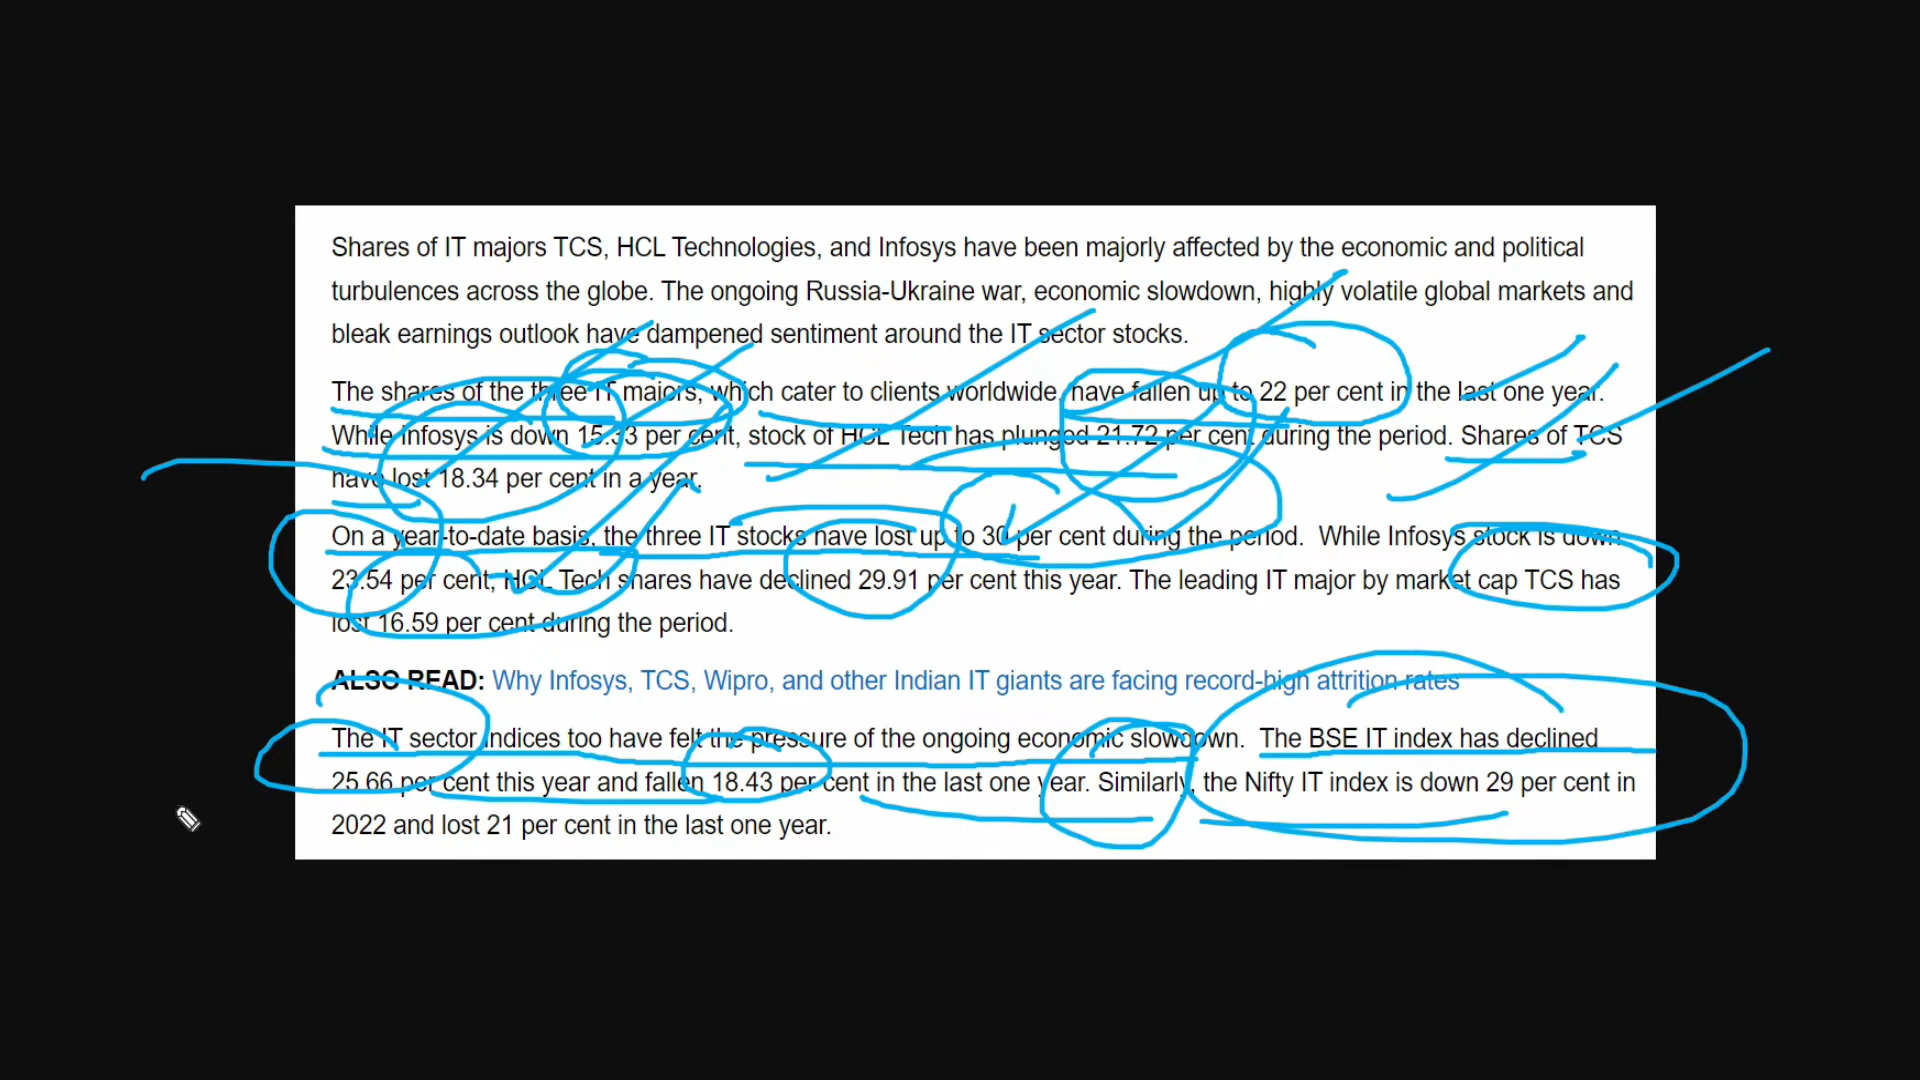 Shares of IT majors TCS, HCL Technologies, and Infosys have been majorly affected by the economic and political
turbulences across the globe. The ongoing Russia-Ukraine war, economic slowdown, highly volatile global markets and
bleak earnings outlook have dampened sentiment around the IT sector stocks.
The shares of the three IT majors, which cater to clients worldwide, have fallen up to 22 per cent in the last one year.
While Infosys is down 15.33 per cent, stock of HCL Tech has plunged 21.72 per cent during the period. Shares of TCS
have lost 18.34 per cent in a year.
On a year-to-date basis, the three IT stocks have lost up to 30 per cent during the period. While Infosys stock is down
23.54 per cent, HCL Tech shares have declined 29.91 per cent this year. The leading IT major by market cap TCS has
lost 16.59 per cent during the period.
ALSO READ: Why Infosys, TCS, Wipro, and other Indian IT giants are facing record-high attrition rates
The IT sector indices too have felt the pressure of the ongoing economic slowdown. The BSE IT index has declined
25.66 per cent this year and fallen 18.43 per cent in the last one year. Similarly, the Nifty IT index is down 29 per cent in
2022 and lost 21 per cent in the last one year.